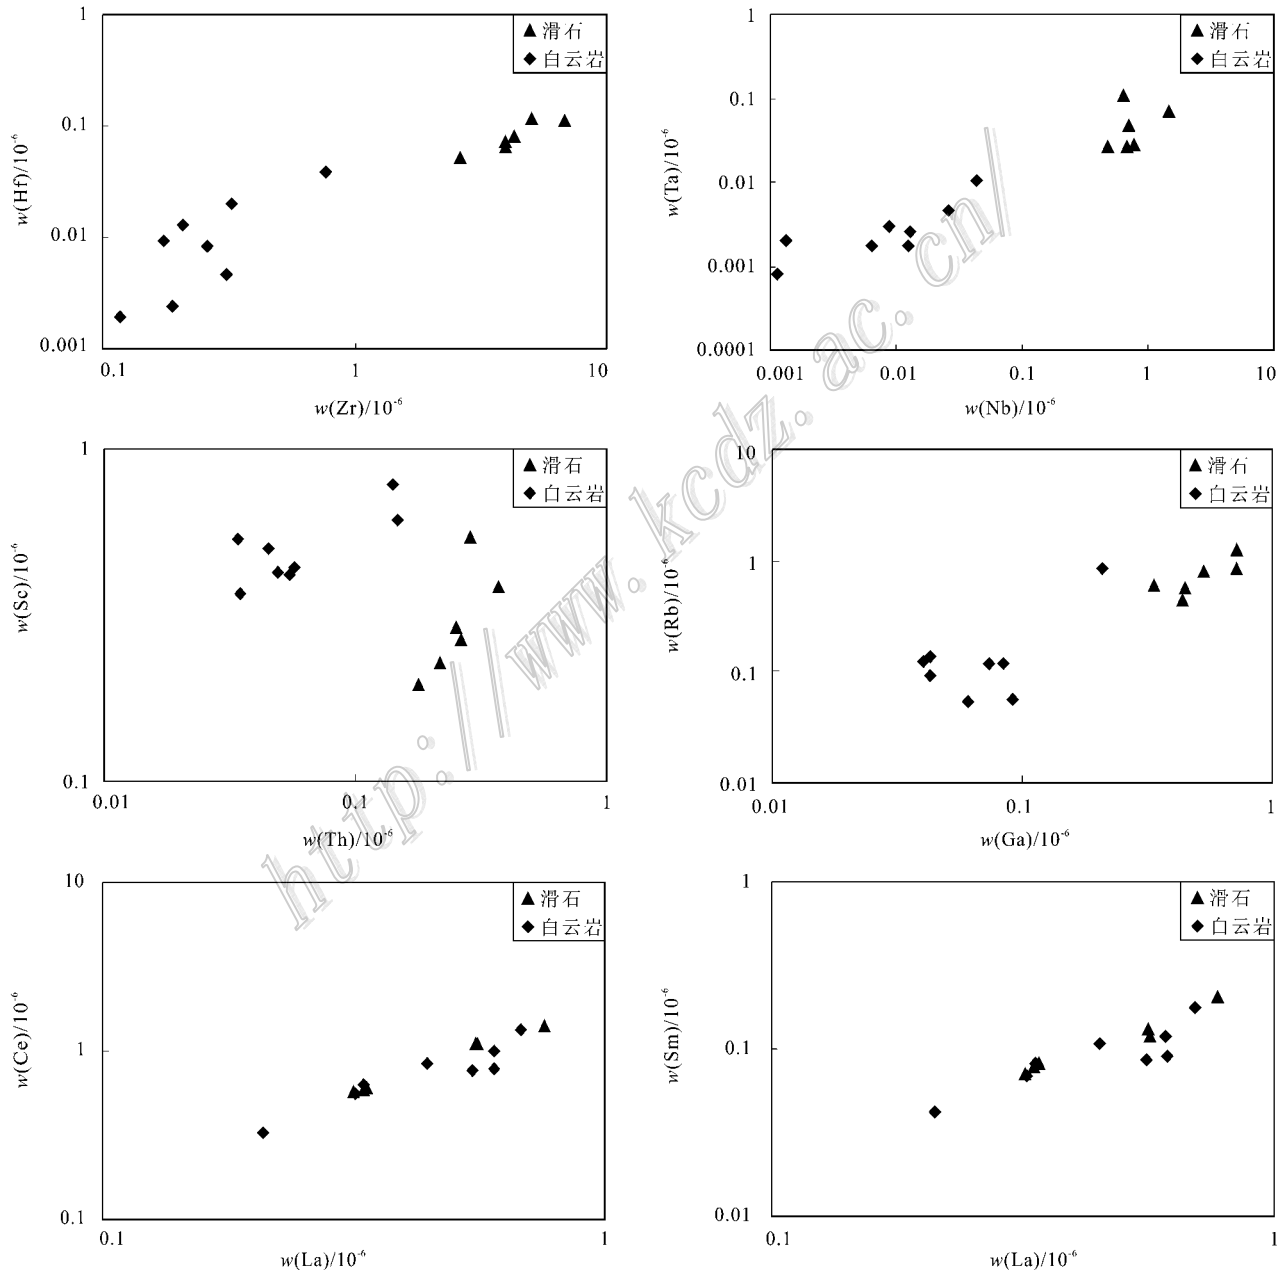 1
滑石
白云岩
0.1
0.01
0.001
w(Hf)/10⁻⁶
0.1
1
10
w(Zr)/10⁻⁶
1
滑石
白云岩
0.1
0.01
0.001
0.0001
w(Ta)/10⁻⁶
0.001
0.01
0.1
1
10
w(Nb)/10⁻⁶
1
滑石
白云岩
0.1
w(Sc)/10⁻⁶
0.01
0.1
1
w(Th)/10⁻⁶
10
滑石
白云岩
1
0.1
0.01
w(Rb)/10⁻⁶
0.01
0.1
1
w(Ga)/10⁻⁶
10
滑石
白云岩
1
0.1
w(Ce)/10⁻⁶
0.1
1
w(La)/10⁻⁶
1
滑石
白云岩
0.1
0.01
w(Sm)/10⁻⁶
0.1
1
w(La)/10⁻⁶
http://www.kcdz.ac.cn/